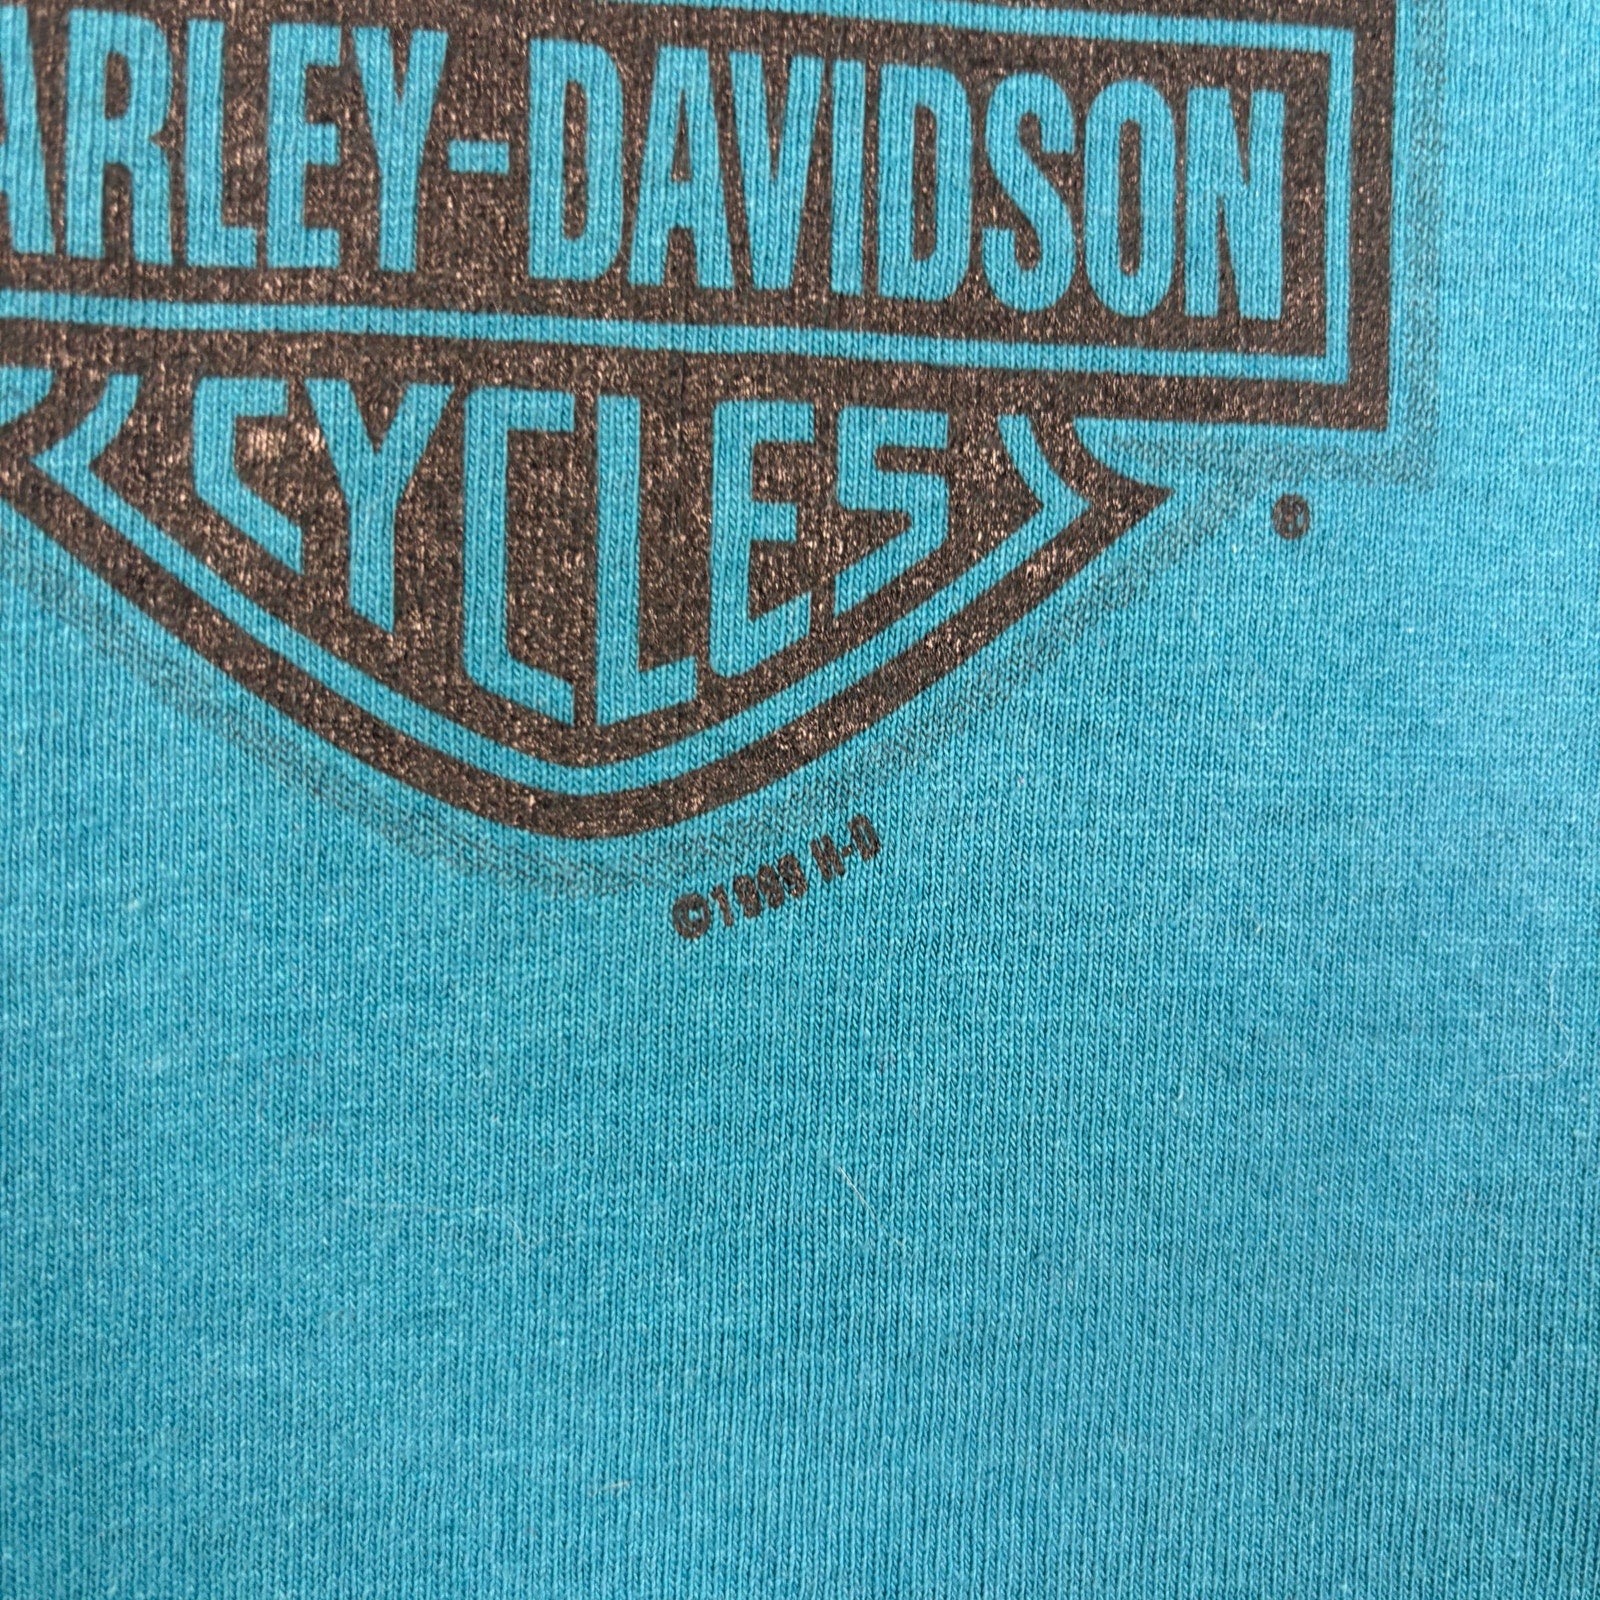 ARLEY-DAVIDSON
CYCLES
®
© H-D